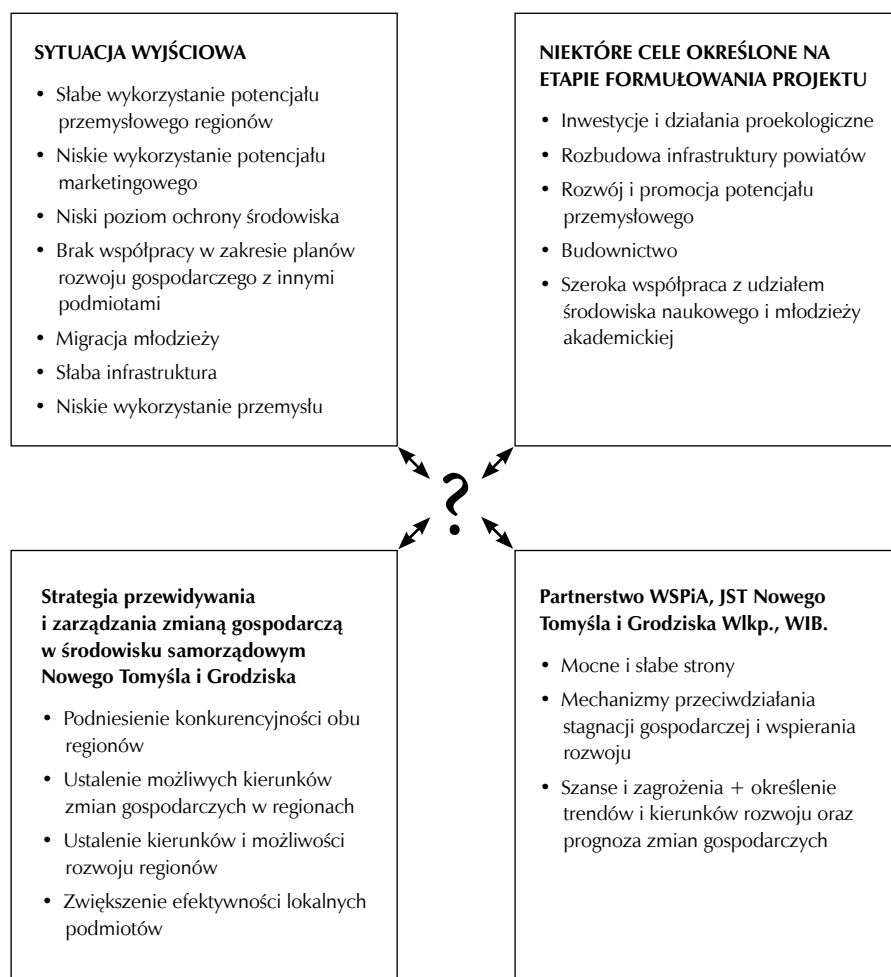 SYTUACJA WYJŚCIOWA
• Słabe wykorzystanie potencjału
przemysłowego regionów
• Niskie wykorzystanie potencjału
marketingowego
• Niski poziom ochrony środowiska
• Brak współpracy w zakresie planów
rozwoju gospodarczego z innymi
podmiotami
• Migracja młodzieży
• Słaba infrastruktura
• Niskie wykorzystanie przemysłu
NIEKTÓRE CELE OKREŚLONE NA
ETAPIE FORMUŁOWANIA PROJEKTU
• Inwestycje i działania proekologiczne
• Rozbudowa infrastruktury powiatów
• Rozwój i promocja potencjału
przemysłowego
• Budownictwo
• Szeroka współpraca z udziałem
środowiska naukowego i młodzieży
akademickiej
?
Strategia przewidywania
i zarządzania zmianą gospodarczą
w środowisku samorządowym
Nowego Tomyśla i Grodziska
• Podniesienie konkurencyjności obu
regionów
• Ustalenie możliwych kierunków
zmian gospodarczych w regionach
• Ustalenie kierunków i możliwości
rozwoju regionów
• Zwiększenie efektywności lokalnych
podmiotów
Partnerstwo WSPiA, JST Nowego
Tomyśla i Grodziska Wlkp., WIB.
• Mocne i słabe strony
• Mechanizmy przeciwdziałania
stagnacji gospodarczej i wspierania
rozwoju
• Szanse i zagrożenia + określenie
trendów i kierunków rozwoju oraz
prognoza zmian gospodarczych